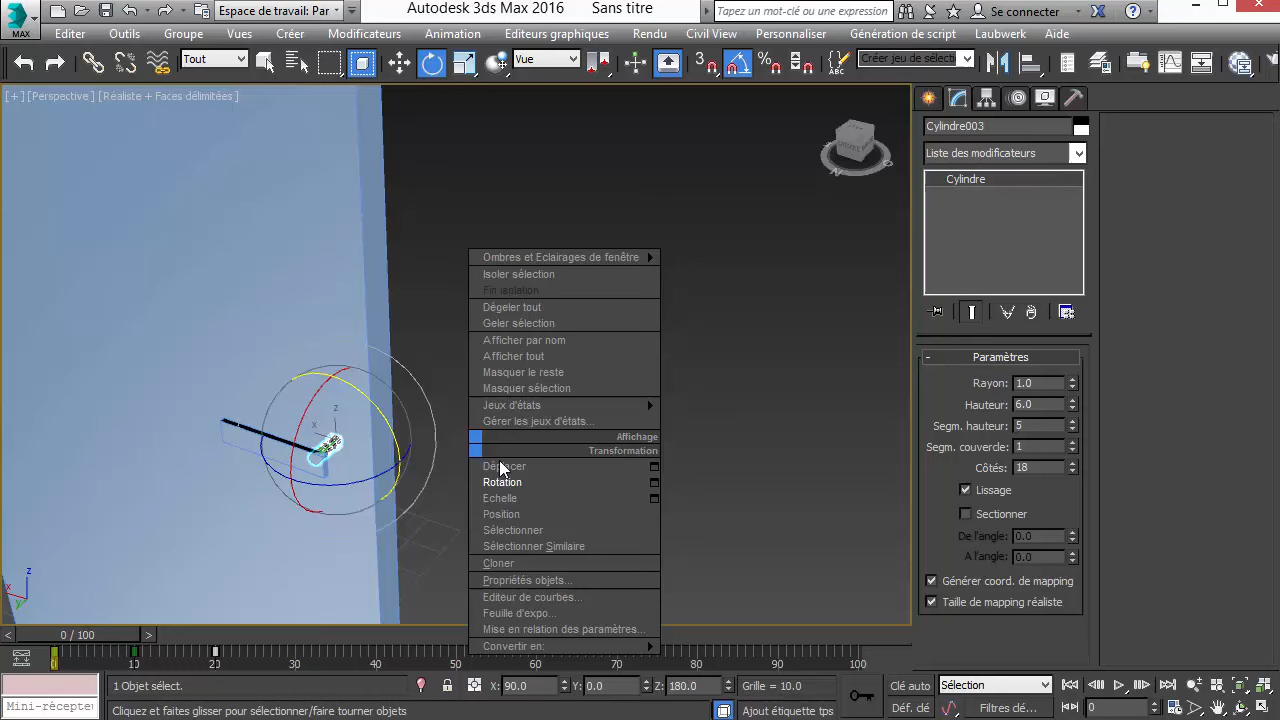 Espace de travail: Par
Autodesk 3ds Max 2016 Sans titre
Tapez un mot-clé ou une expression
Se connecter
MAX
Editer Outils Groupe Vues Créer Modificateurs Animation Editeurs graphiques Rendu Civil View Personnaliser Génération de script Laubwerk Aide
Tout
Vue
3
%
ABC
Créer jeu de sélecti
[+] [Perspective] [Réaliste + Faces délimitées]
Cylindre003
Liste des modificateurs
Cylindre
Ombres et Eclairages de fenêtre
Isoler sélection
Fin isolation
Dégeler tout
Geler sélection
Afficher par nom
Afficher tout
Masquer le reste
Masquer sélection
Jeux d'états
Gérer les jeux d'états...
Affichage
Transformation
Déplacer
Rotation
Echelle
Position
Sélectionner
Sélectionner Similaire
Cloner
Propriétés objets...
Editeur de courbes...
Feuille d'expo...
Mise en relation des paramètres...
Convertir en:
- Paramètres
Rayon: 1.0
Hauteur: 6.0
Segm. hauteur: 5
Segm. couvercle: 1
Côtés: 18
Lissage
Sectionner
De l'angle: 0.0
A l'angle: 0.0
Générer coord. de mapping
Taille de mapping réaliste
z
x
z
x
y
N
< 0 / 100 >
0 10 20 30 40 50 60 70 80 90 100
1 Objet sélect.
X: 90.0 Y: 0.0 Z: 180.0
Grille = 10.0
Clé auto
Sélection
Mini-récepte
Cliquez et faites glisser pour sélectionner/faire tourner objets
Ajout étiquette tps
Déf. clé
Filtres clé...
0